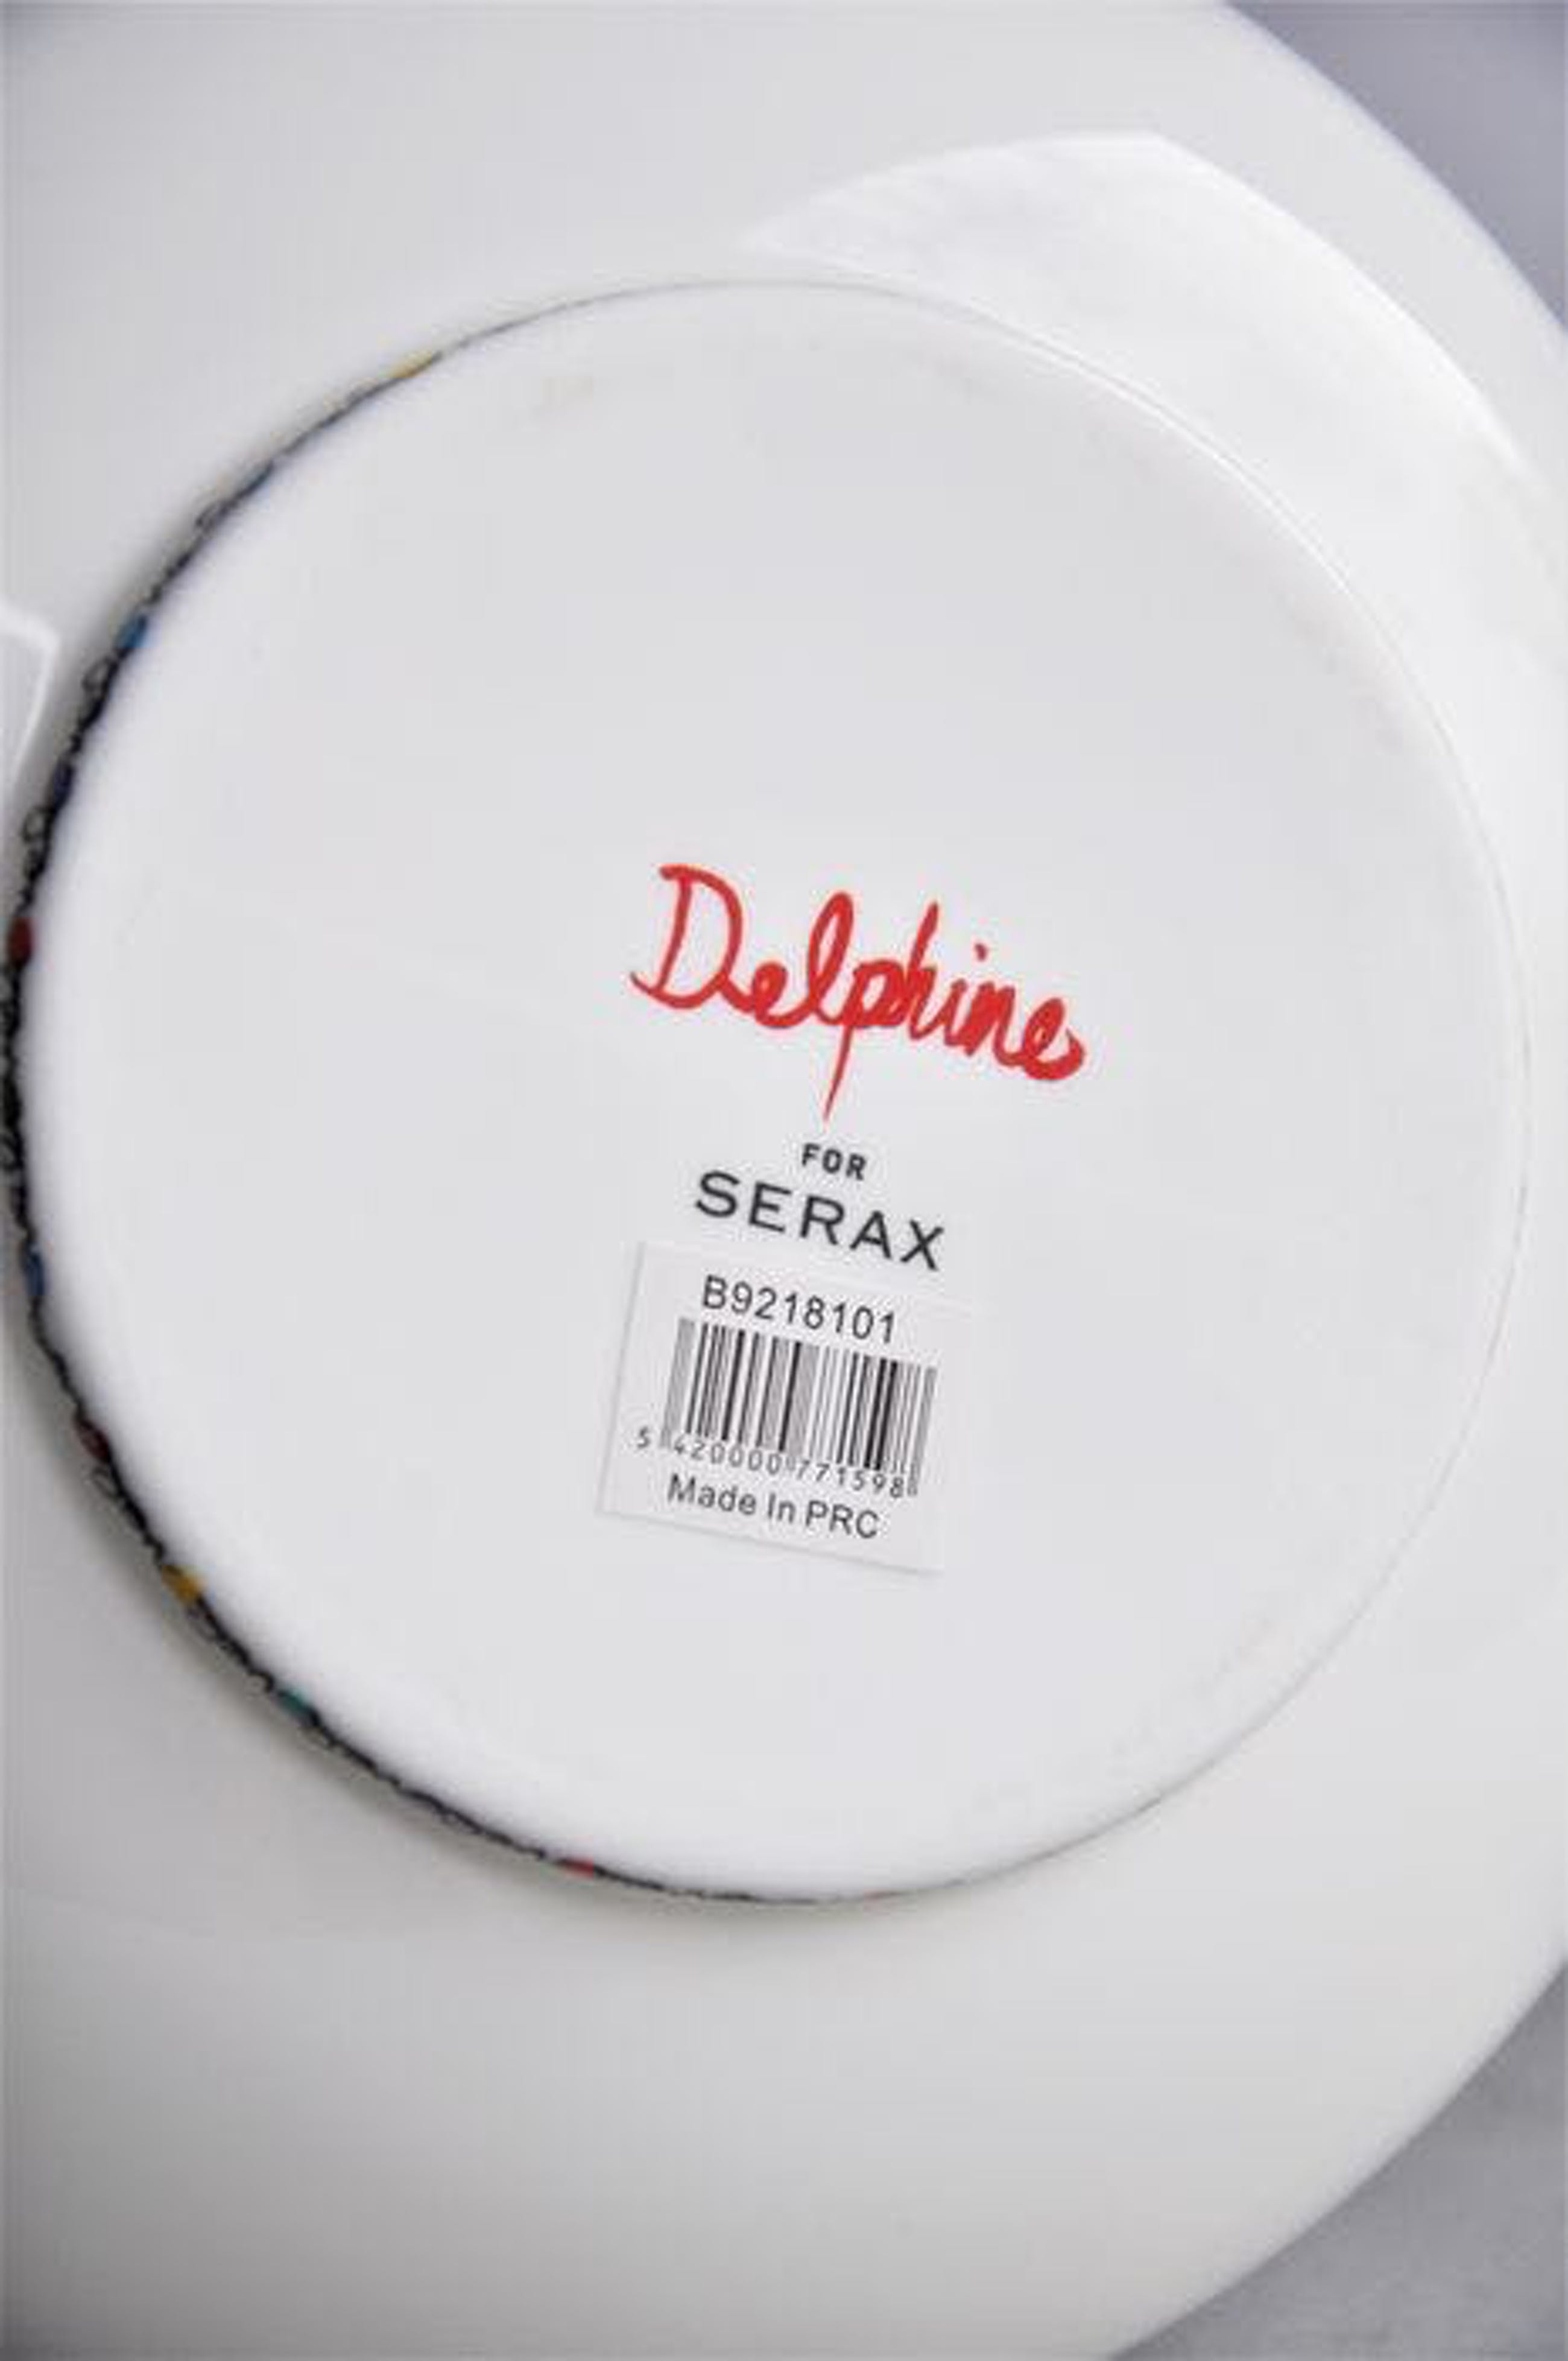 Delphine
FOR
SERAX
B9218101
5 420000 771598
Made In PRC